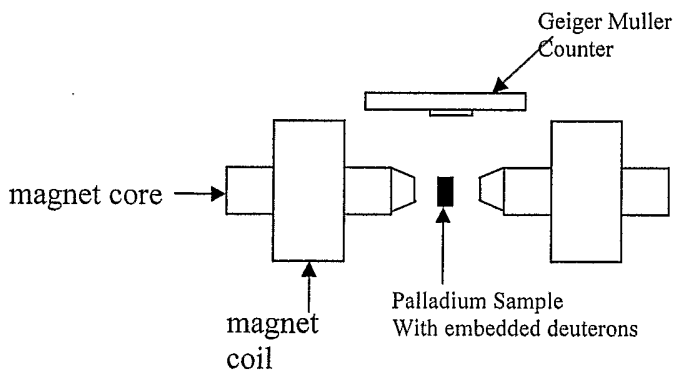 Geiger Muller
Counter
magnet core
Palladium Sample
With embedded deuterons
magnet
coil